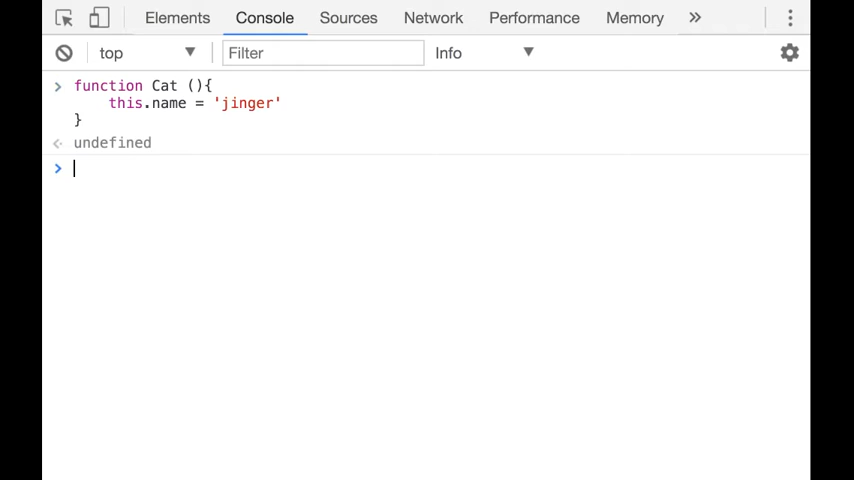 Elements Console Sources Network Performance Memory »
top ▼ Filter Info ▼
> function Cat (){
    this.name = 'jinger'
}
undefined
>